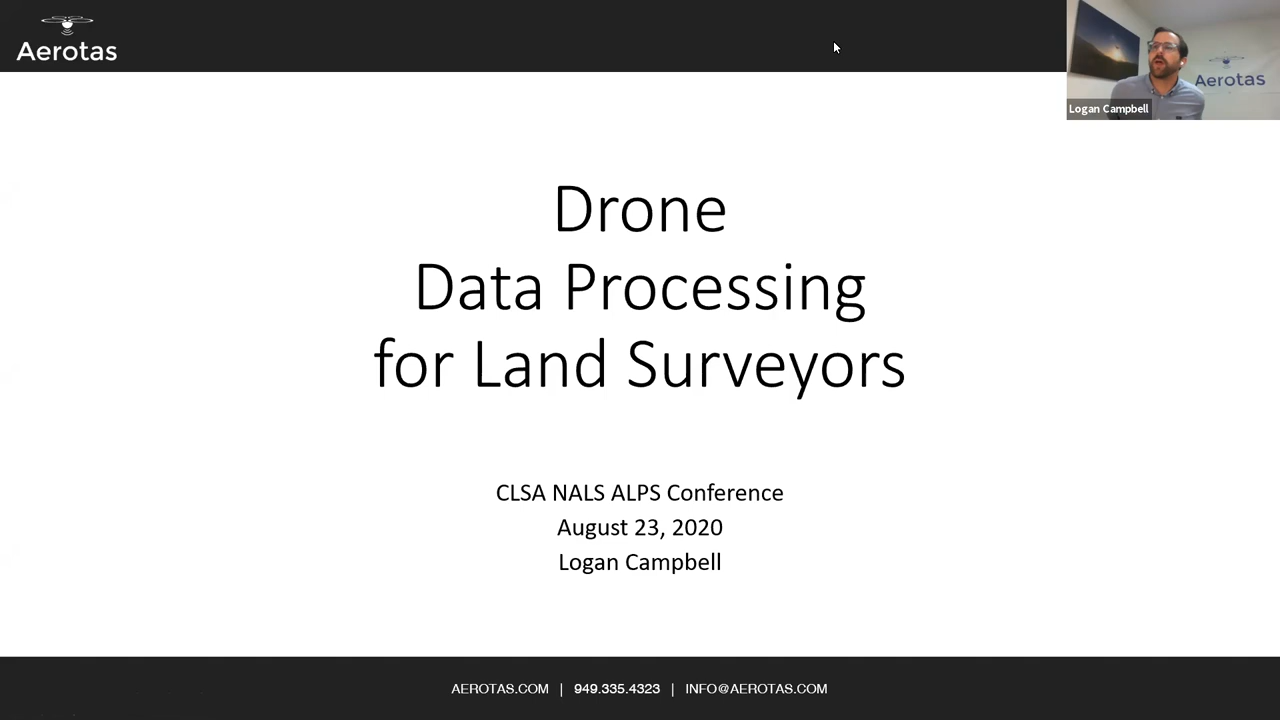 Aerotas
Aerotas
Logan Campbell
Drone
Data Processing
for Land Surveyors
CLSA NALS ALPS Conference
August 23, 2020
Logan Campbell
AEROTAS.COM | 949.335.4323 | INFO@AEROTAS.COM